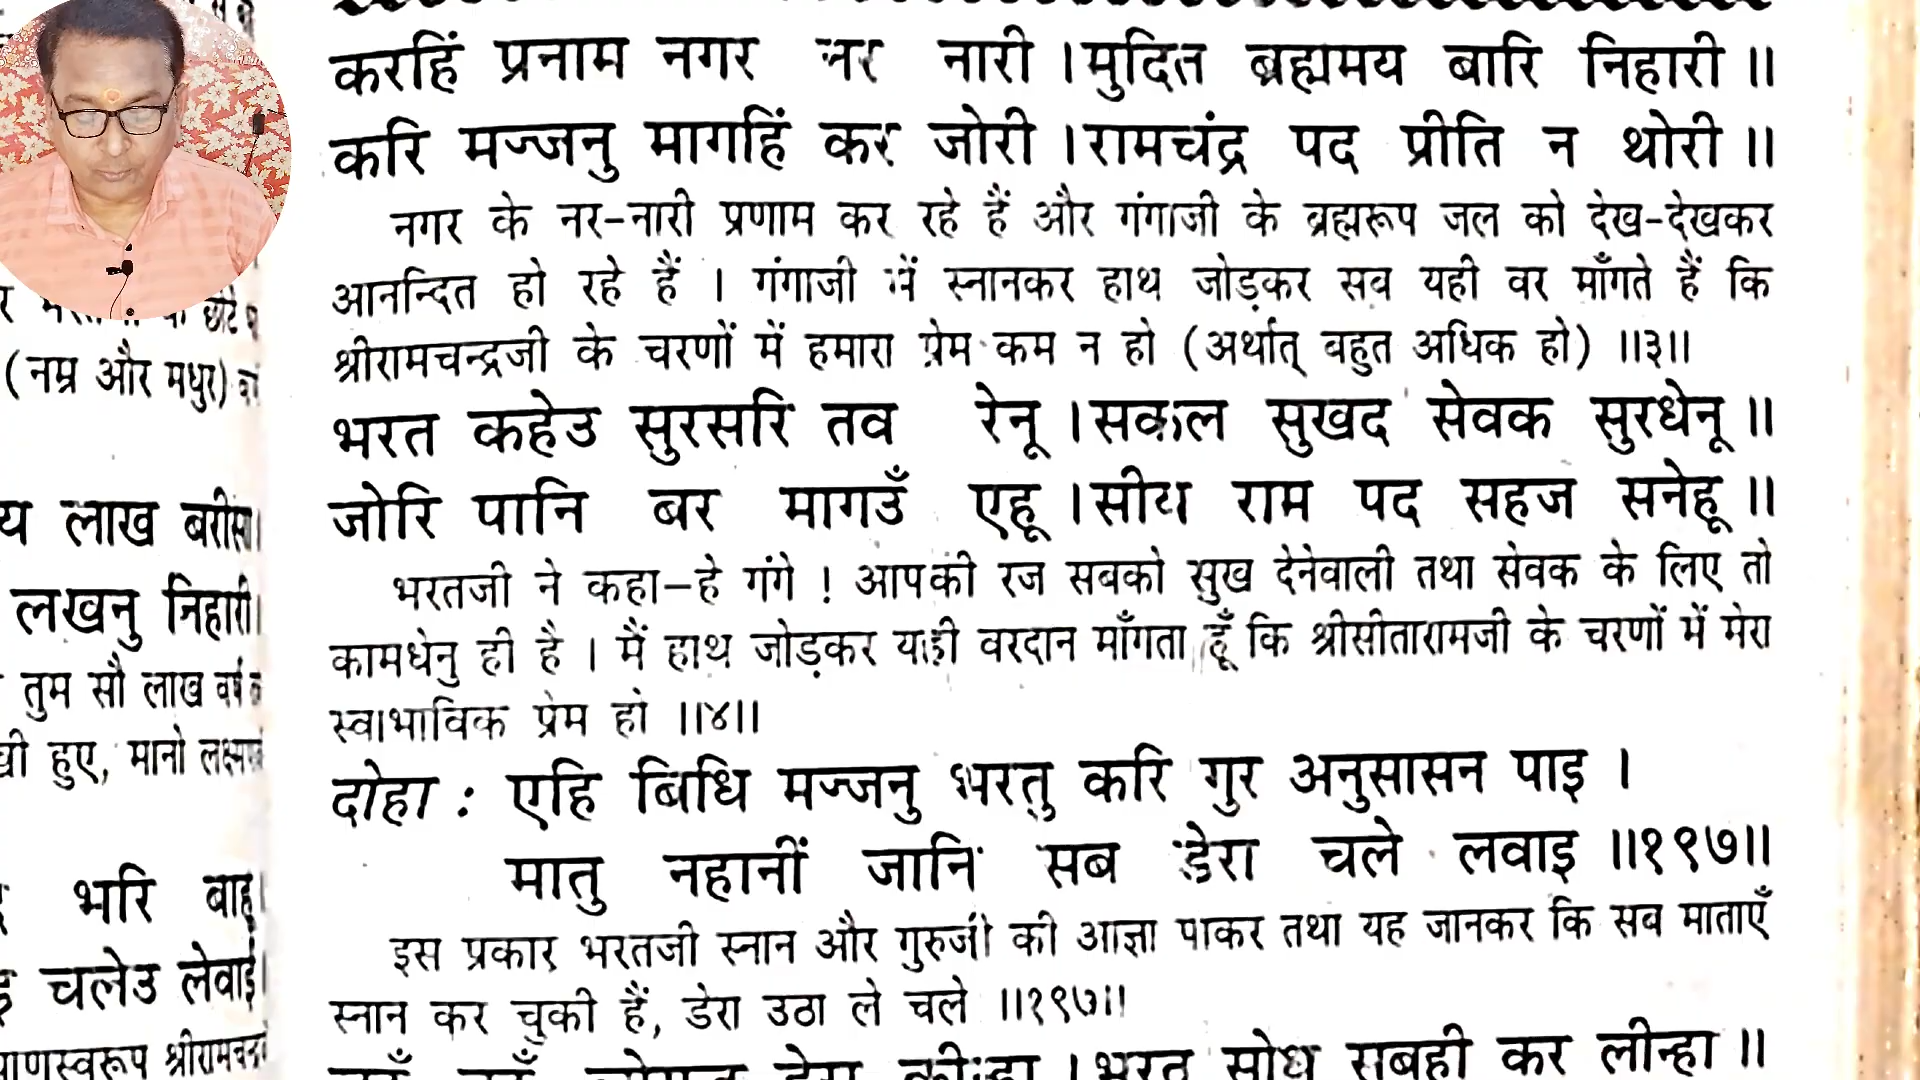 (नम्र और मधुर)
लाख बरीसा।
लखनु निहारी।
तुम सौ लाख वर्ष
हुए, मानो
भरि बाहू।
चलेउ लेवाई।
करहिं प्रनाम नगर नर नारी । मुदित ब्रह्ममय बारि निहारी ॥
करि मज्जनु मागहिं कर जोरी । रामचंद्र पद प्रीति न थोरी ॥
नगर के नर-नारी प्रणाम कर रहे हैं और गंगाजी के ब्रह्मरूप जल को देख-देखकर
आनन्दित हो रहे हैं । गंगाजी में स्नानकर हाथ जोड़कर सब यही वर माँगते हैं कि
श्रीरामचन्द्रजी के चरणों में हमारा प्रेम कम न हो (अर्थात् बहुत अधिक हो) ॥३॥
भरत कहेउ सुरसरि तव रेनू । सकल सुखद सेवक सुरधेनू ॥
जोरि पानि बर मागउँ एहू । सीय राम पद सहज सनेहू ॥
भरतजी ने कहा—हे गंगे ! आपकी रज सबको सुख देनेवाली तथा सेवक के लिए तो
कामधेनु ही है । मैं हाथ जोड़कर यही वरदान माँगता हूँ कि श्रीसीतारामजी के चरणों में मेरा
स्वाभाविक प्रेम हो ॥४॥
दोहा : एहि बिधि मज्जनु भरतु करि गुर अनुसासन पाइ ।
मातु नहानीं जानि सब डेरा चले लवाइ ॥१९७॥
इस प्रकार भरतजी स्नान और गुरुजी की आज्ञा पाकर तथा यह जानकर कि सब माताएँ
स्नान कर चुकी हैं, डेरा उठा ले चले ॥१९७॥
डेरा कीन्हा । भरत सोधु सबही कर लीन्हा ॥